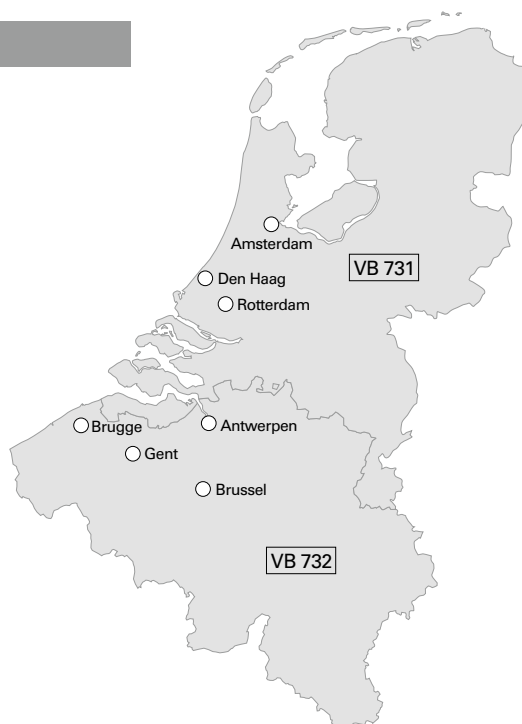 Amsterdam
Den Haag
VB 731
Rotterdam
Brugge
Antwerpen
Gent
Brussel
VB 732